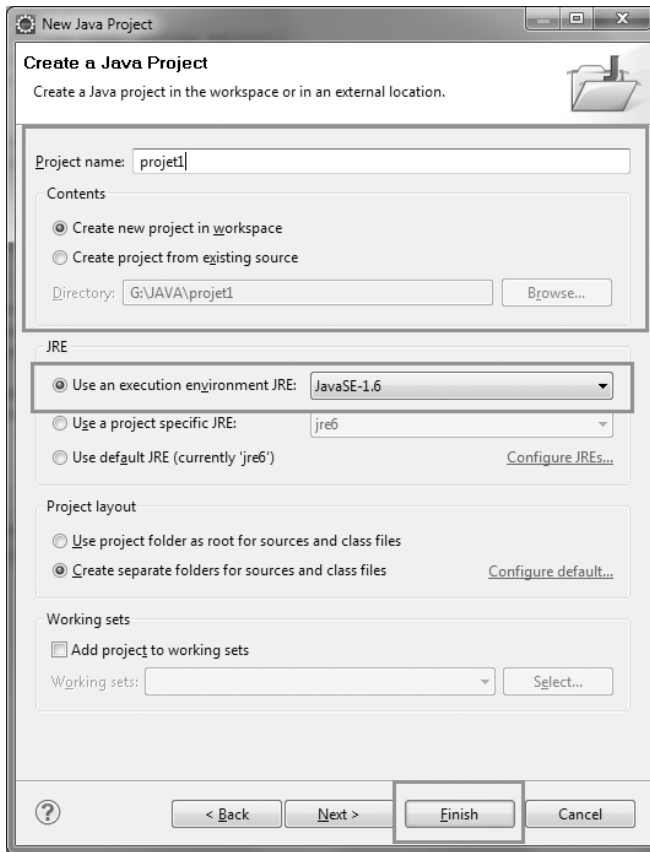 New Java Project
Create a Java Project
Create a Java project in the workspace or in an external location.
Project name: projet1
Contents
Create new project in workspace
Create project from existing source
Directory: G:\JAVA\projet1 Browse...
JRE
Use an execution environment JRE: JavaSE-1.6
Use a project specific JRE: jre6
Use default JRE (currently 'jre6') Configure JREs...
Project layout
Use project folder as root for sources and class files
Create separate folders for sources and class files Configure default...
Working sets
Add project to working sets
Working sets: Select...
? < Back Next > Finish Cancel